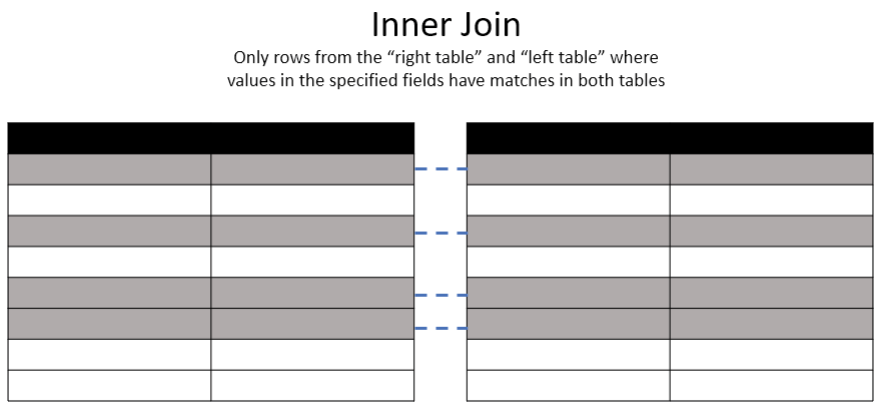 Inner Join
Only rows from the “right table” and “left table” where
values in the specified fields have matches in both tables